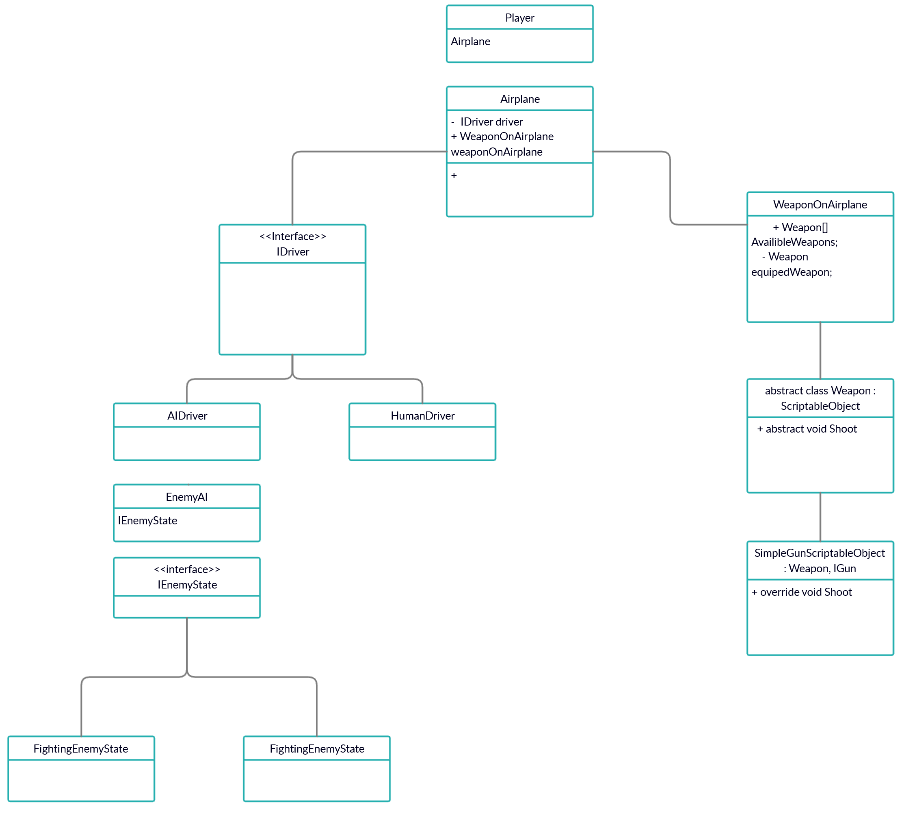 Player
Airplane
Airplane
- IDriver driver
+ WeaponOnAirplane
weaponOnAirplane
+
WeaponOnAirplane
+ Weapon[]
AvailibleWeapons;
- Weapon
equipedWeapon;
<<Interface>>
IDriver
abstract class Weapon :
ScriptableObject
+ abstract void Shoot
AIDriver
HumanDriver
EnemyAI
IEnemyState
<<interface>>
IEnemyState
SimpleGunScriptableObject
: Weapon, IGun
+ override void Shoot
FightingEnemyState
FightingEnemyState